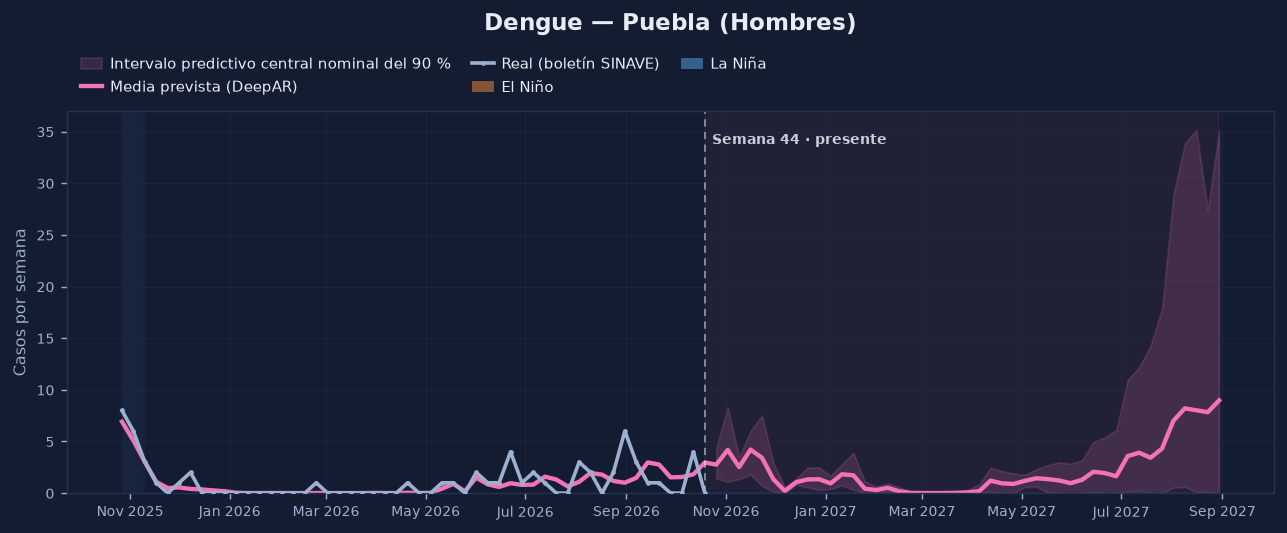 Dengue — Puebla (Hombres)
Intervalo predictivo central nominal del 90 %
Real (boletín SINAVE)
La Niña
Media prevista (DeepAR)
El Niño
Semana 44 · presente
Casos por semana
35
30
25
20
15
10
5
0
Nov 2025
Jan 2026
Mar 2026
May 2026
Jul 2026
Sep 2026
Nov 2026
Jan 2027
Mar 2027
May 2027
Jul 2027
Sep 2027